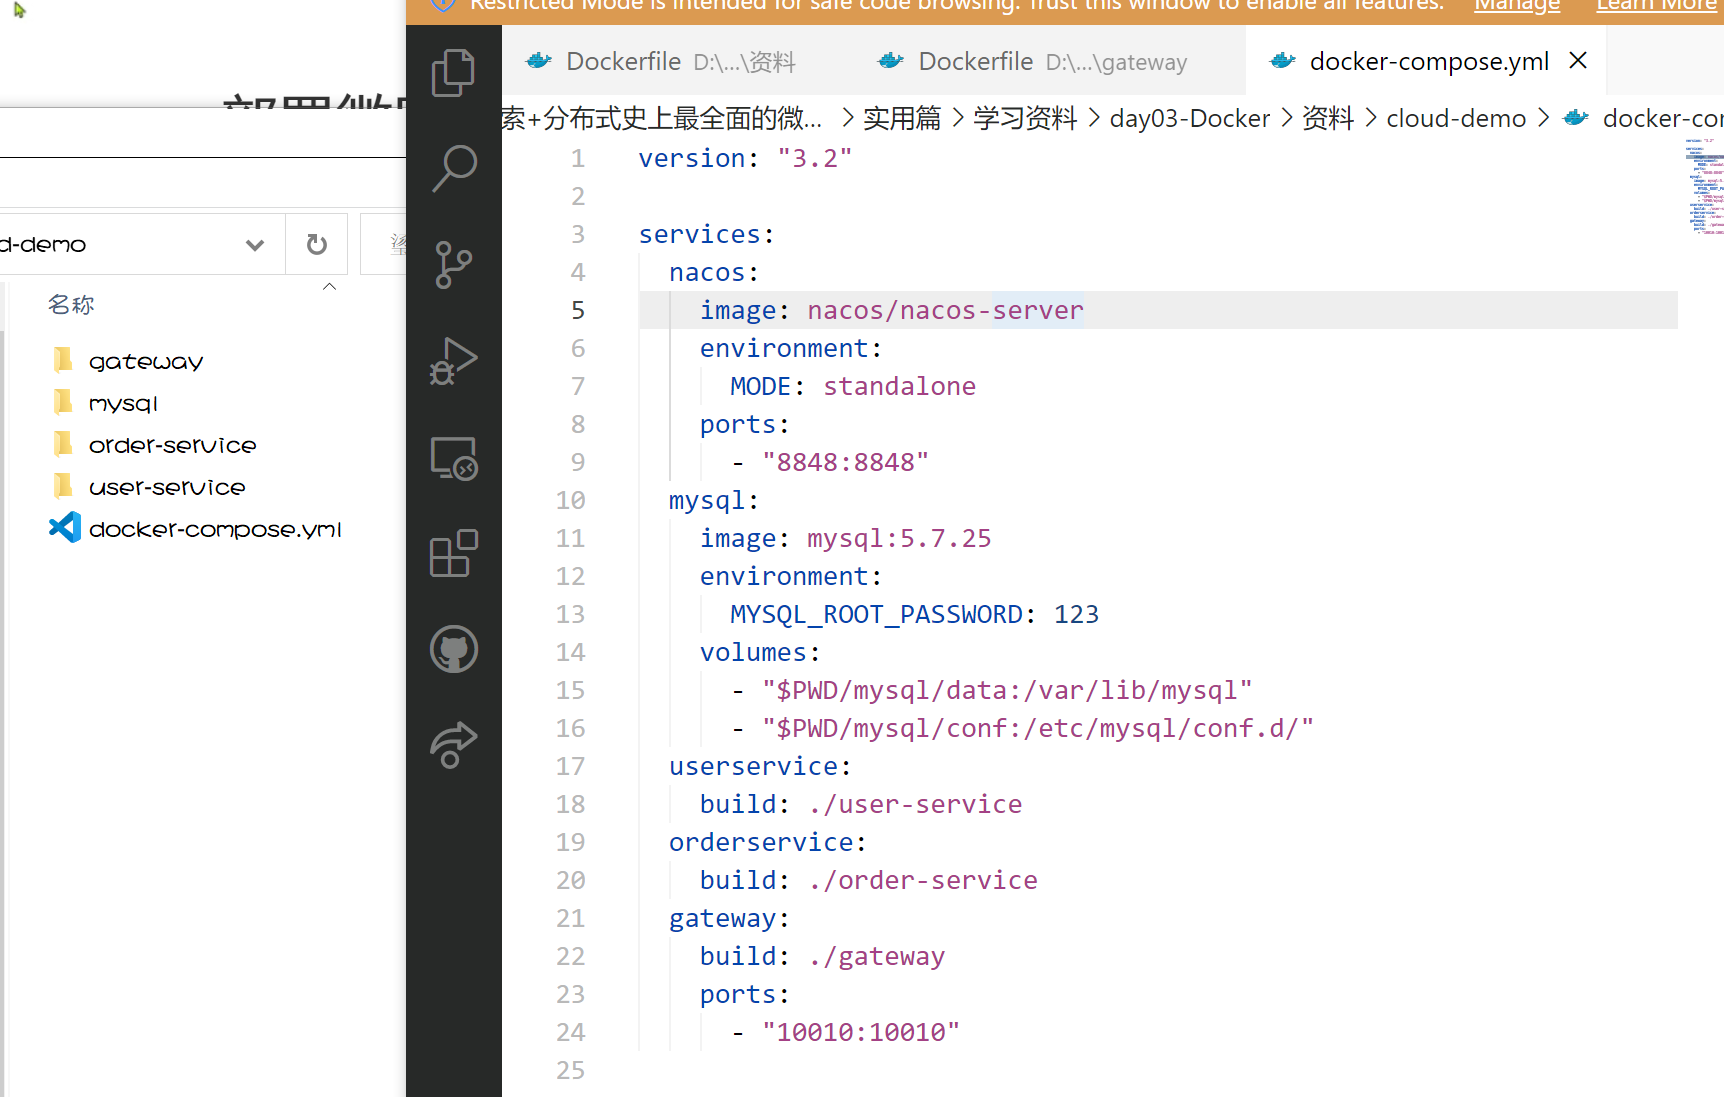 Restricted Mode is intended for safe code browsing. Trust this window to enable all features. Manage Learn More
Dockerfile D:\...\资料
Dockerfile D:\...\gateway
docker-compose.yml
索+分布式史上最全面的微... > 实用篇 > 学习资料 > day03-Docker > 资料 > cloud-demo >
d-demo
名称
gateway
mysql
order-service
user-service
docker-compose.yml
1 version: "3.2"
2
3 services:
4 nacos:
5 image: nacos/nacos-server
6 environment:
7 MODE: standalone
8 ports:
9 - "8848:8848"
10 mysql:
11 image: mysql:5.7.25
12 environment:
13 MYSQL_ROOT_PASSWORD: 123
14 volumes:
15 - "$PWD/mysql/data:/var/lib/mysql"
16 - "$PWD/mysql/conf:/etc/mysql/conf.d/"
17 userservice:
18 build: ./user-service
19 orderservice:
20 build: ./order-service
21 gateway:
22 build: ./gateway
23 ports:
24 - "10010:10010"
25